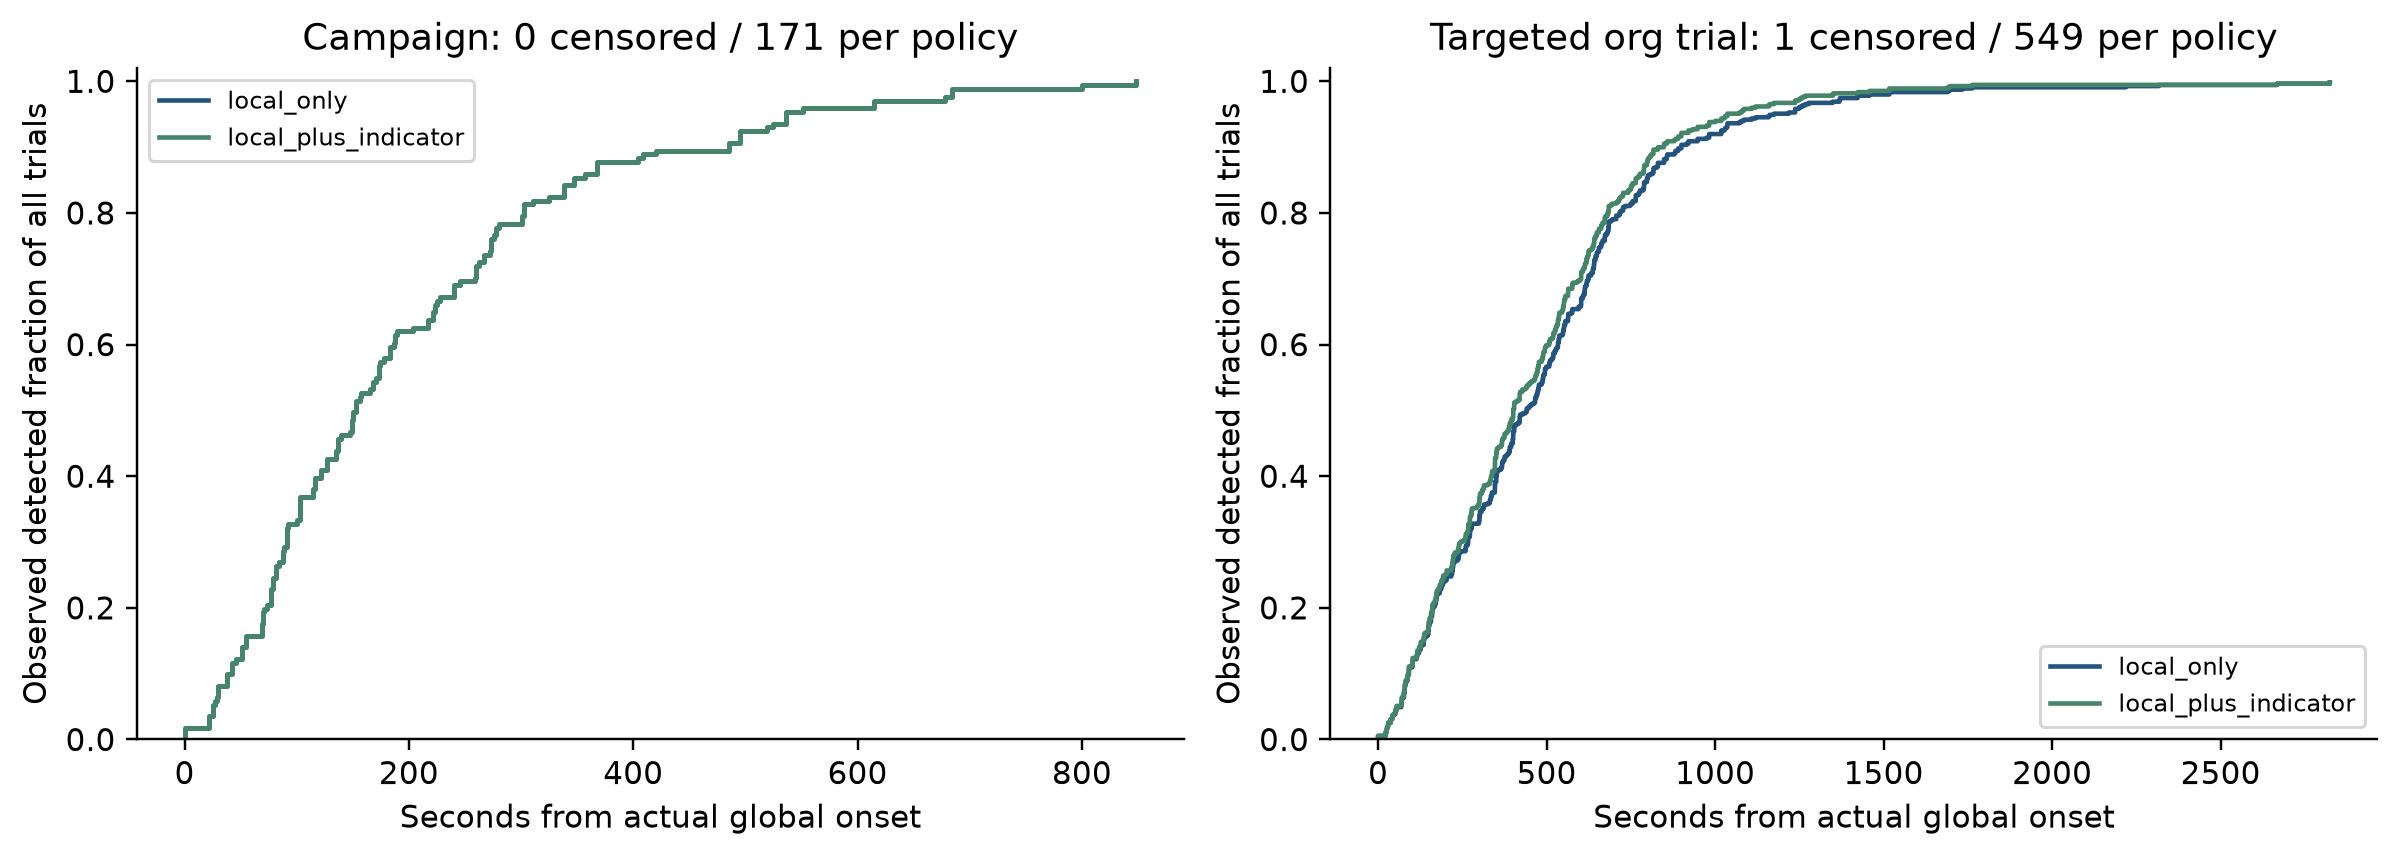 Campaign: 0 censored / 171 per policy
1.0
0.8
0.6
0.4
0.2
0.0
Observed detected fraction of all trials
local_only
local_plus_indicator
0
200
400
600
800
Seconds from actual global onset
Targeted org trial: 1 censored / 549 per policy
1.0
0.8
0.6
0.4
0.2
0.0
Observed detected fraction of all trials
local_only
local_plus_indicator
0
500
1000
1500
2000
2500
Seconds from actual global onset